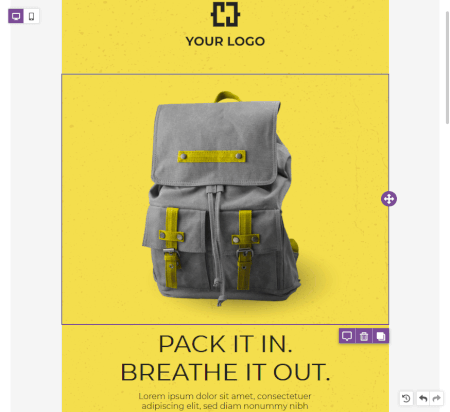 YOUR LOGO
PACK IT IN.
BREATHE IT OUT.
Lorem ipsum dolor sit amet, consectetuer
adipiscing elit, sed diam nonummy nibh